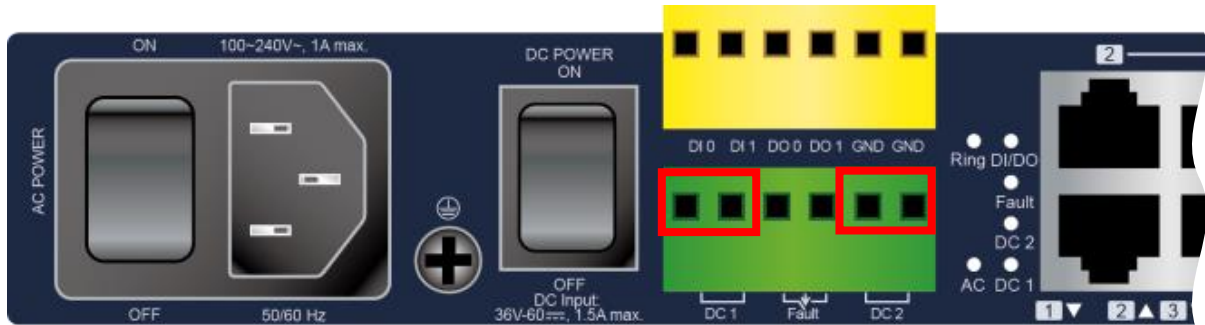 ON
100~240V~, 1A max.
AC POWER
OFF
50/60 Hz
DC POWER
ON
OFF
DC Input:
36V-60⎓, 1.5A max.
DI 0 DI 1 DO 0 DO 1 GND GND
DC 1 Fault DC 2
Ring DI/DO
Fault
DC 2
AC DC 1
2
1 ▼ 2 ▲ 3